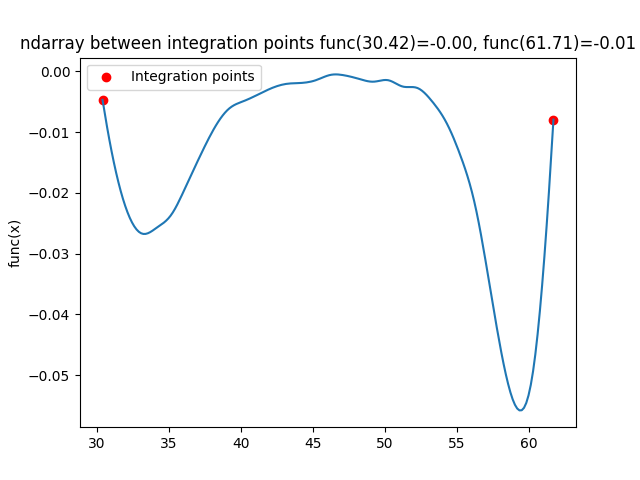 ndarray between integration points func(30.42)=-0.00, func(61.71)=-0.01
Integration points
0.00
−0.01
−0.02
−0.03
−0.04
−0.05
func(x)
30 35 40 45 50 55 60